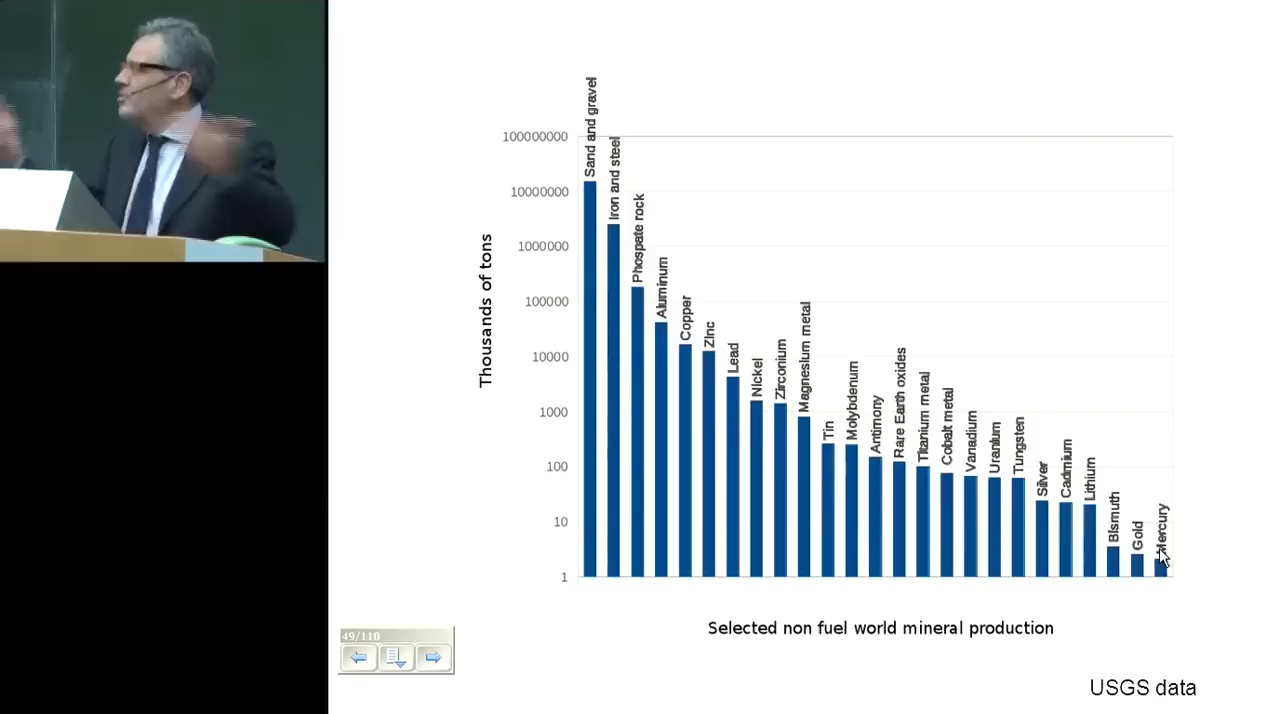 Thousands of tons
100000000
10000000
1000000
100000
10000
1000
100
10
1
Sand and gravel
Iron and steel
Phospate rock
Aluminum
Copper
Zinc
Lead
Nickel
Zirconium
Magnesium metal
Tin
Molybdenum
Antimony
Rare Earth oxides
Titanium metal
Cobalt metal
Vanadium
Uranium
Tungsten
Silver
Cadmium
Lithium
Bismuth
Gold
Mercury
Selected non fuel world mineral production
49/110
USGS data